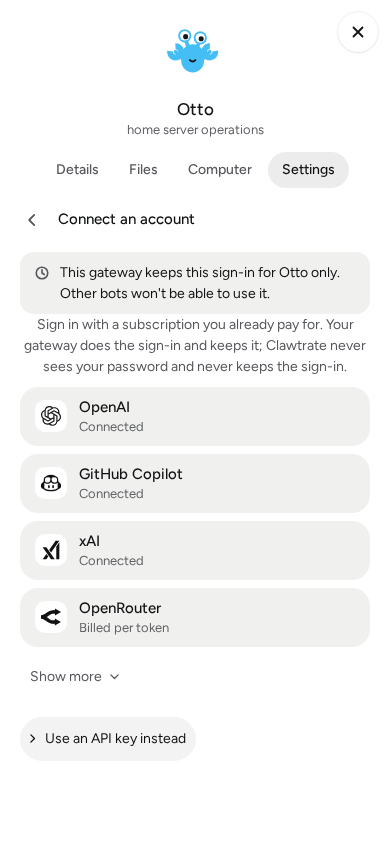 Otto
home server operations
Details
Files
Computer
Settings
Connect an account
This gateway keeps this sign-in for Otto only.
Other bots won't be able to use it.
Sign in with a subscription you already pay for. Your
gateway does the sign-in and keeps it; Clawtrate never
sees your password and never keeps the sign-in.
OpenAI
Connected
GitHub Copilot
Connected
xAI
Connected
OpenRouter
Billed per token
Show more
Use an API key instead